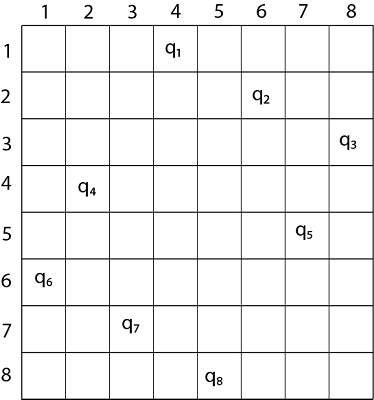 1 2 3 4 5 6 7 8
1 q₁
2 q₂
3 q₃
4 q₄
5 q₅
6 q₆
7 q₇
8 q₈